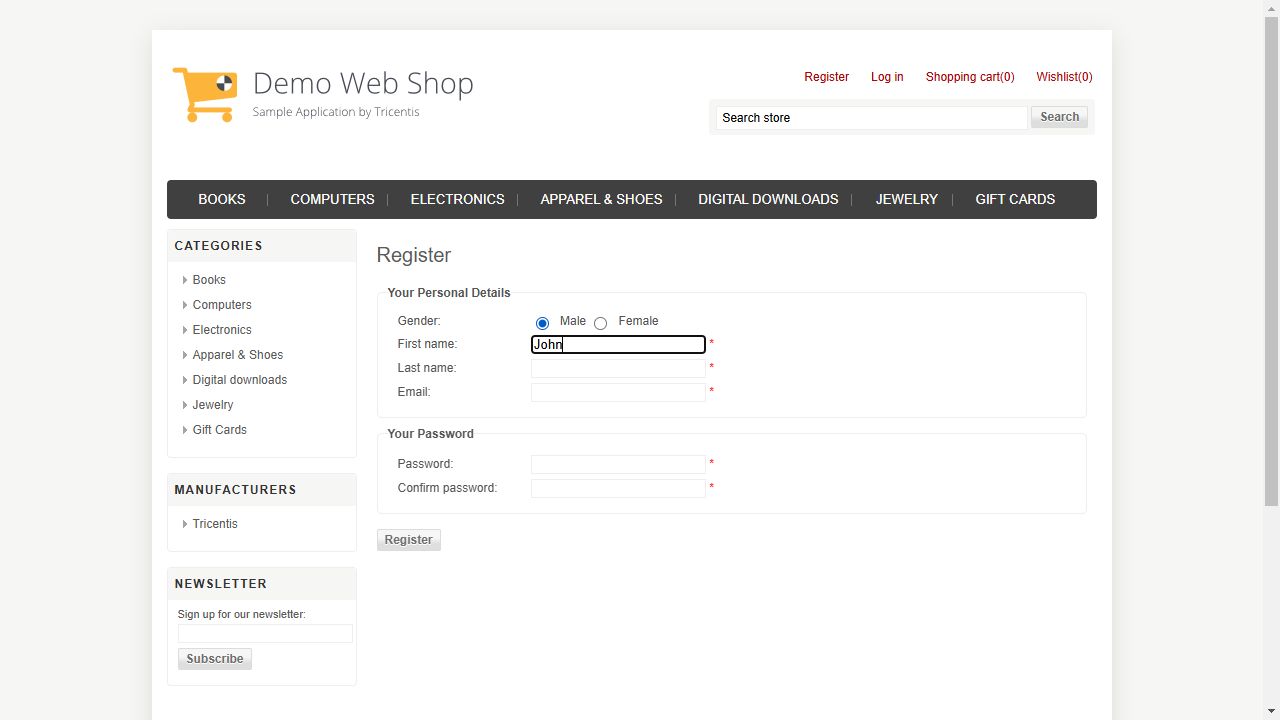 Demo Web Shop
Sample Application by Tricentis
Register Log in Shopping cart(0) Wishlist(0)
Search store Search
BOOKS COMPUTERS ELECTRONICS APPAREL & SHOES DIGITAL DOWNLOADS JEWELRY GIFT CARDS
CATEGORIES
Books
Computers
Electronics
Apparel & Shoes
Digital downloads
Jewelry
Gift Cards
MANUFACTURERS
Tricentis
NEWSLETTER
Sign up for our newsletter:
Subscribe
Register
Your Personal Details
Gender: Male Female
First name: John *
Last name: *
Email: *
Your Password
Password: *
Confirm password: *
Register